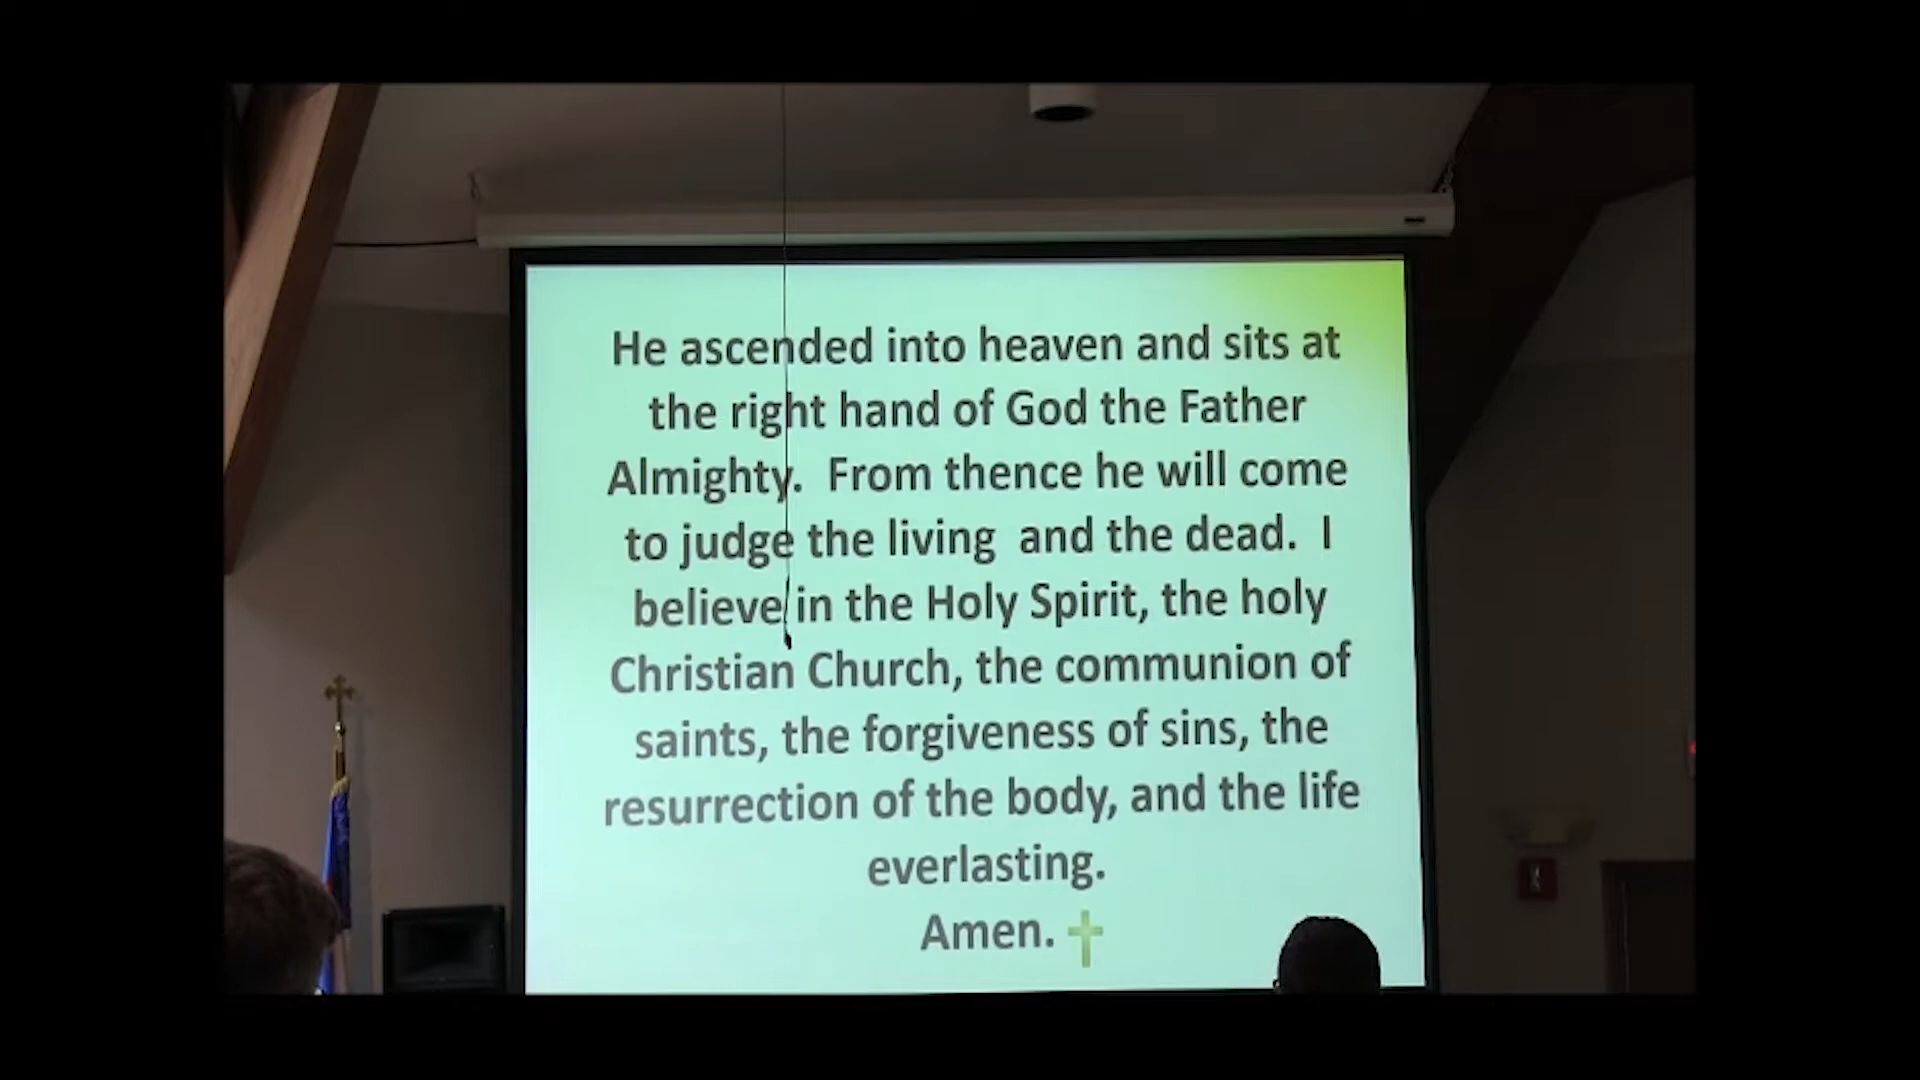 He ascended into heaven and sits at
the right hand of God the Father
Almighty.  From thence he will come
to judge the living  and the dead.  I
believe in the Holy Spirit, the holy
Christian Church, the communion of
saints, the forgiveness of sins, the
resurrection of the body, and the life
everlasting.
Amen.